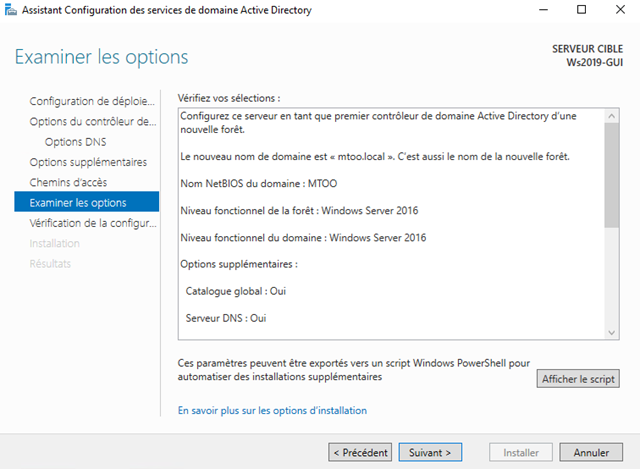 Assistant Configuration des services de domaine Active Directory
Examiner les options
SERVEUR CIBLE
Ws2019-GUI
Configuration de déploie...
Options du contrôleur de...
Options DNS
Options supplémentaires
Chemins d'accès
Examiner les options
Vérification de la configur...
Installation
Résultats
Vérifiez vos sélections :
Configurez ce serveur en tant que premier contrôleur de domaine Active Directory d'une
nouvelle forêt.
Le nouveau nom de domaine est « mtoo.local ». C'est aussi le nom de la nouvelle forêt.
Nom NetBIOS du domaine : MTOO
Niveau fonctionnel de la forêt : Windows Server 2016
Niveau fonctionnel du domaine : Windows Server 2016
Options supplémentaires :
Catalogue global : Oui
Serveur DNS : Oui
Ces paramètres peuvent être exportés vers un script Windows PowerShell pour
automatiser des installations supplémentaires
Afficher le script
En savoir plus sur les options d'installation
< Précédent
Suivant >
Installer
Annuler